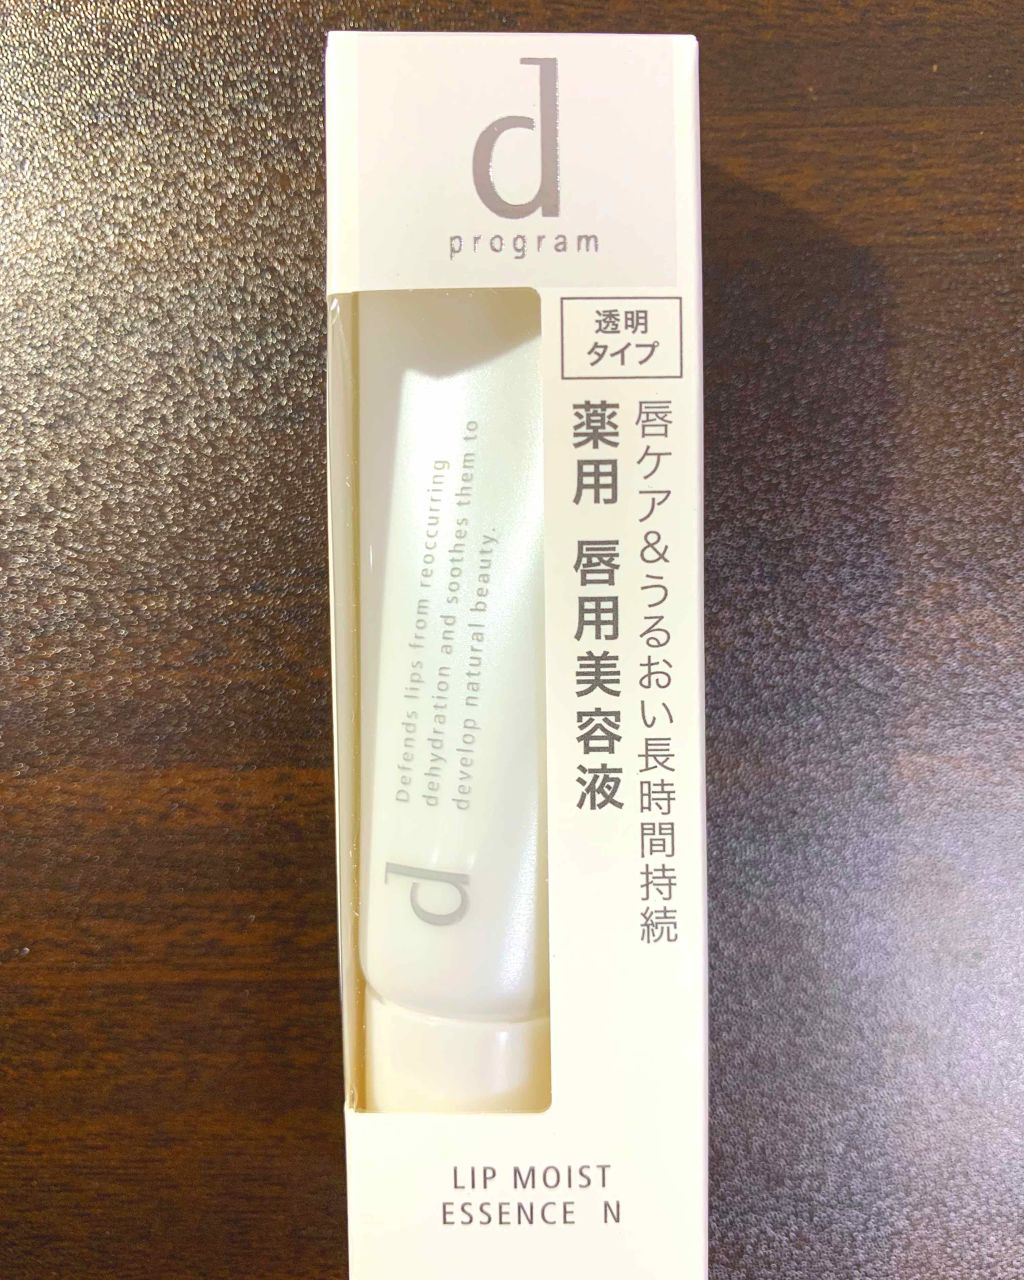 d
program
透明
タイプ
唇ケア&うるおい長時間持続
薬用 唇用美容液
Defends lips from reoccurring
dehydration and soothes them to
develop natural beauty.
d
LIP MOIST
ESSENCE N